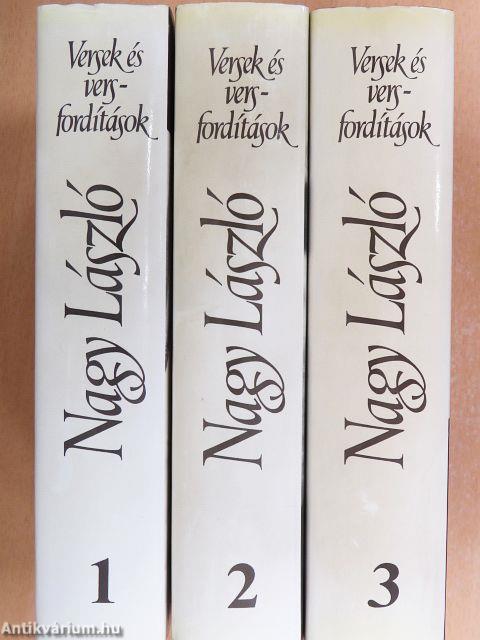 Versek és
vers-
fordítások
Nagy László
1
Versek és
vers-
fordítások
Nagy László
2
Versek és
vers-
fordítások
Nagy László
3
Antikvárium.hu